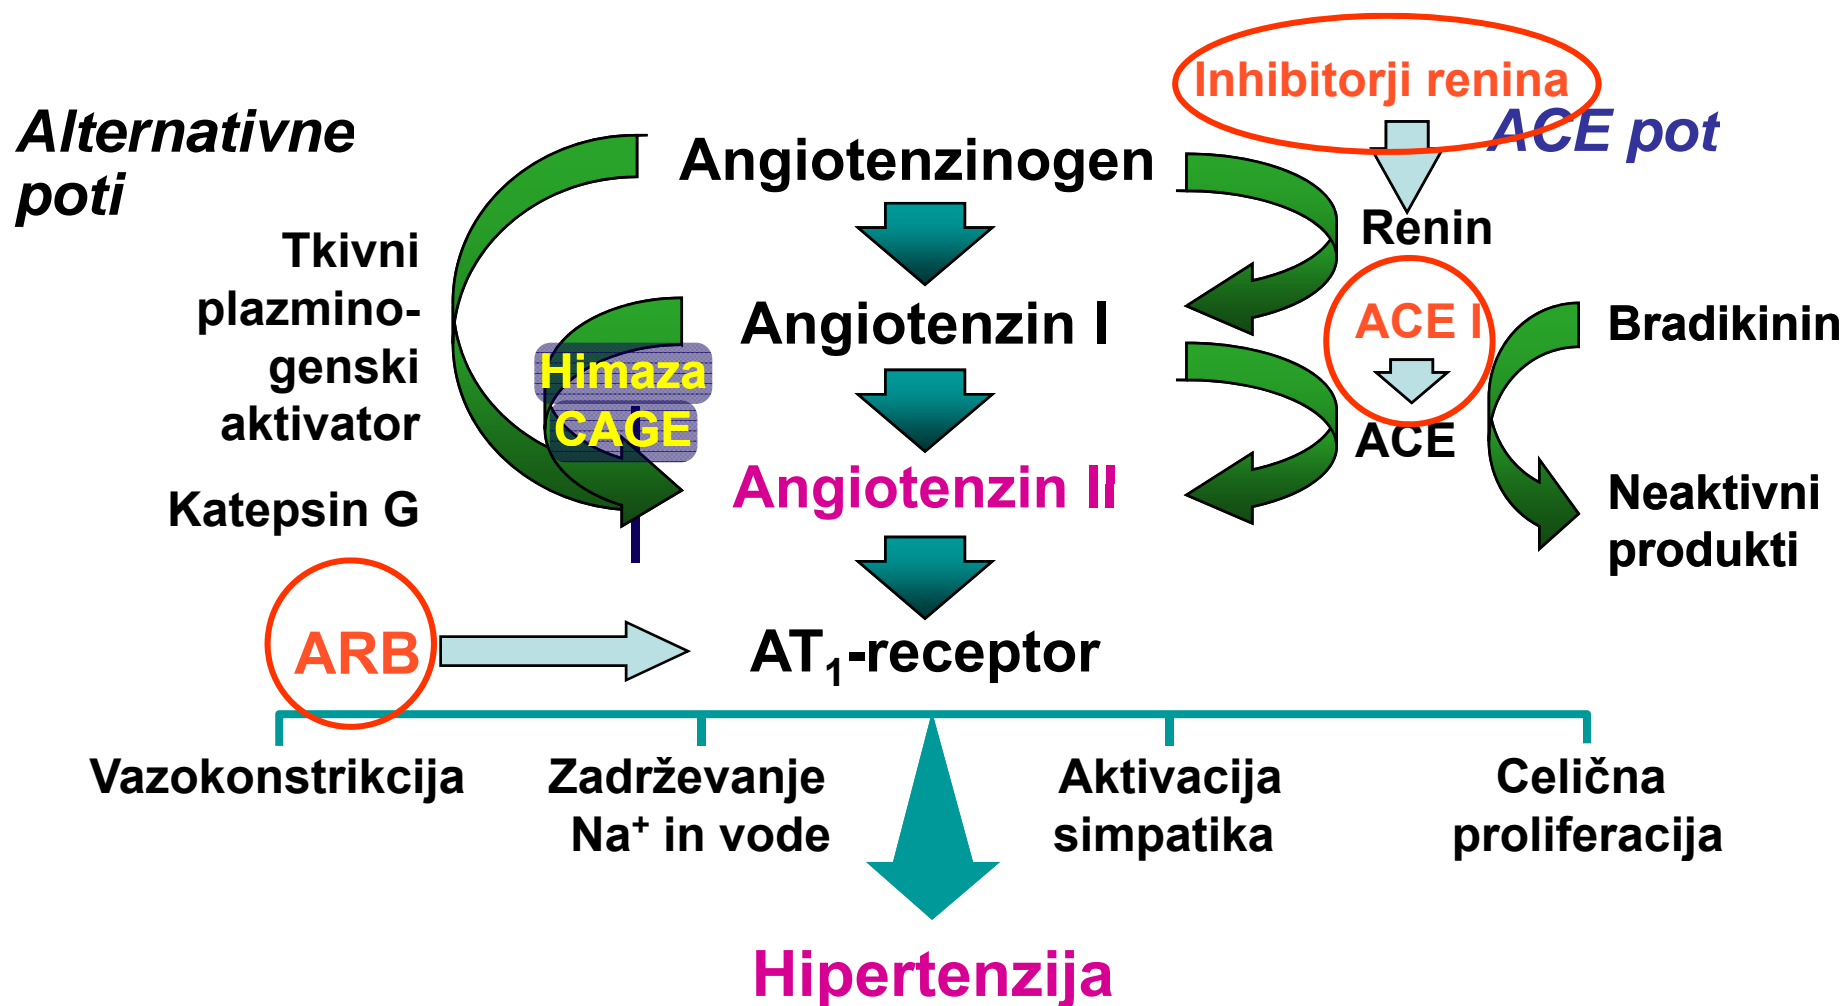 Inhibitorji renina
Alternativne
poti
ACE pot
Angiotenzinogen
Tkivni
plazmino-
genski
aktivator
Renin
Angiotenzin I
ACE I
Bradikinin
Himaza
CAGE
ACE
Angiotenzin II
Katepsin G
Neaktivni
produkti
ARB
AT₁-receptor
Vazokonstrikcija
Zadrževanje
Na⁺ in vode
Aktivacija
simpatika
Celična
proliferacija
Hipertenzija